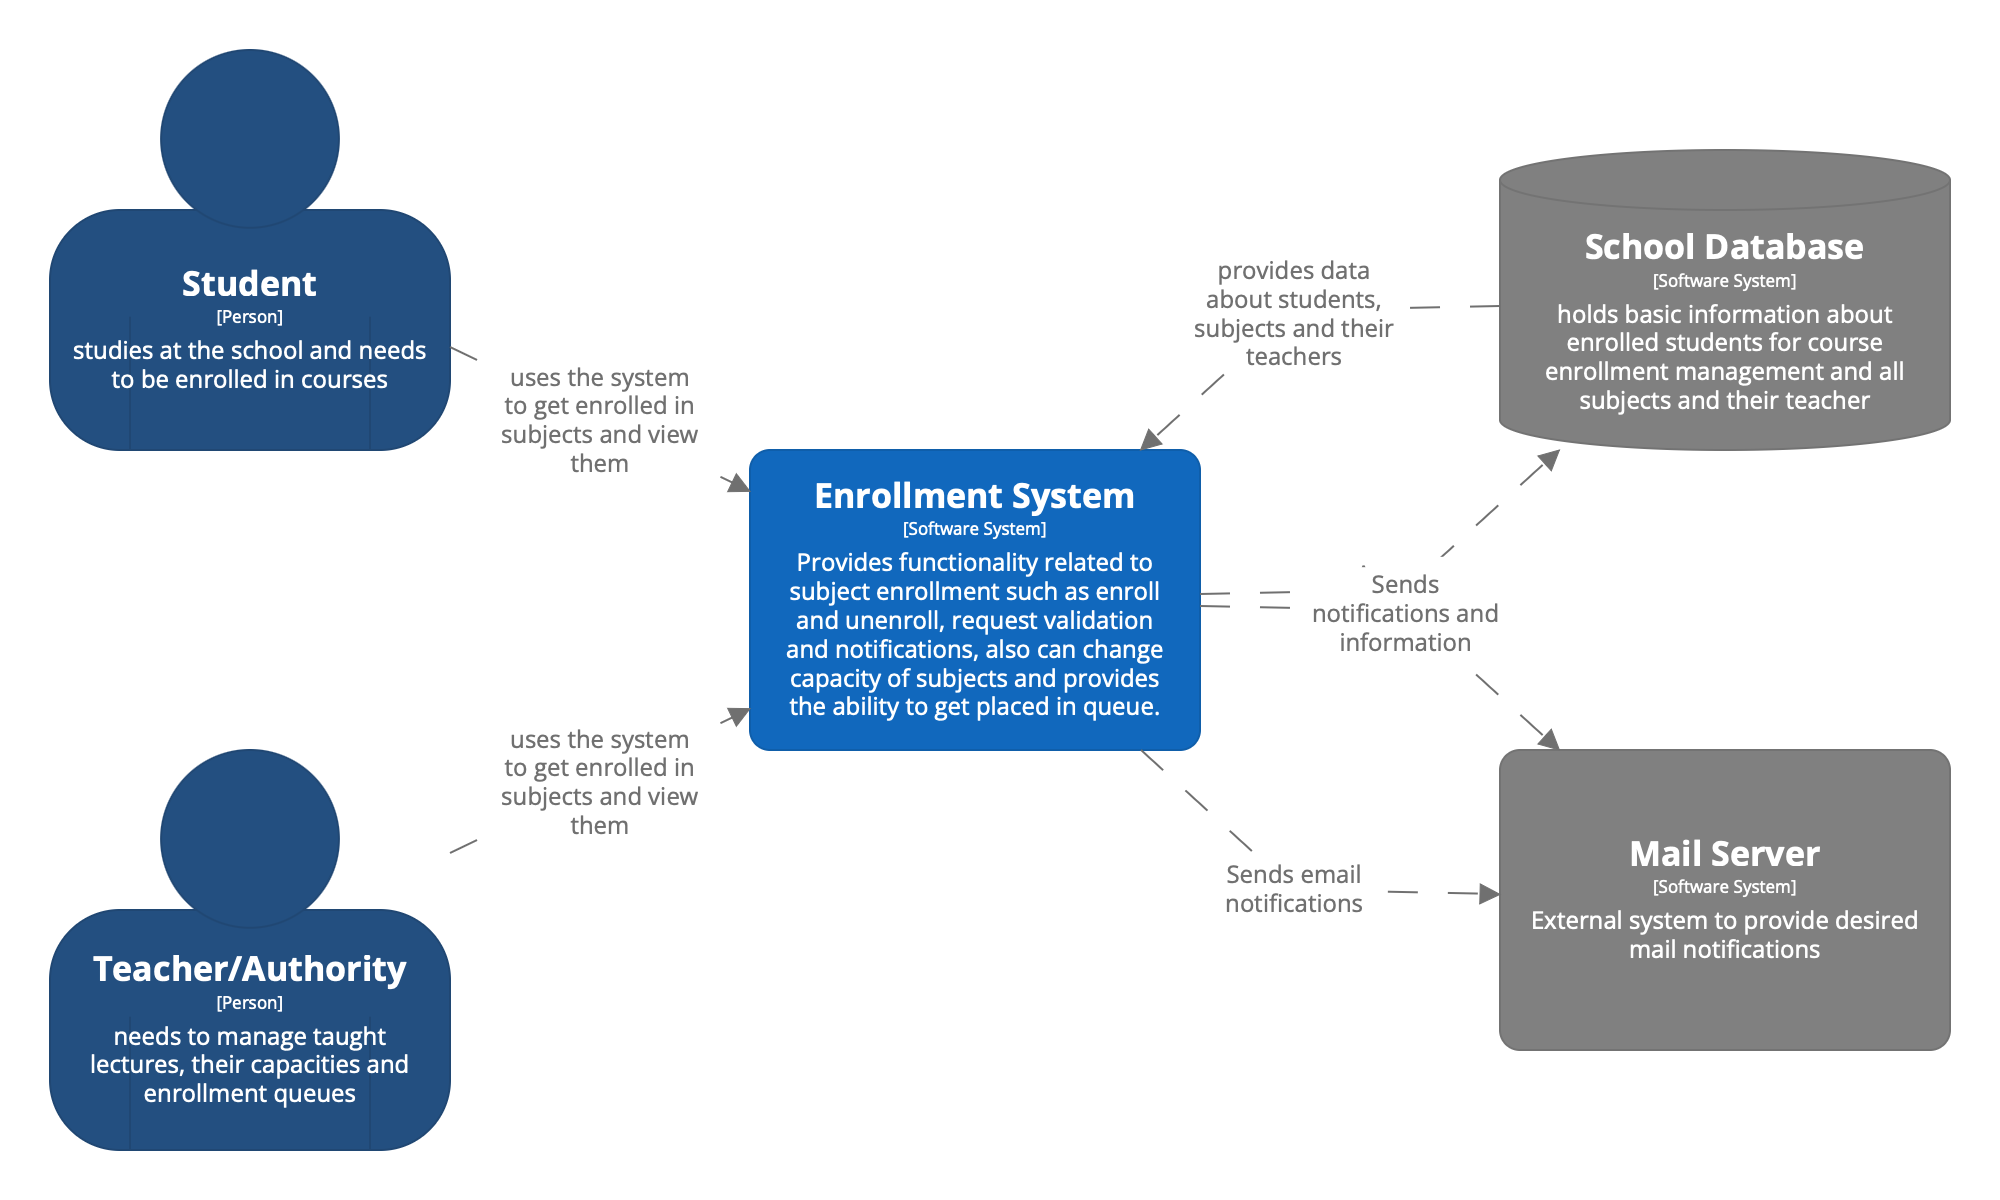 Student
[Person]
studies at the school and needs
to be enrolled in courses
uses the system
to get enrolled in
subjects and view
them
Teacher/Authority
[Person]
needs to manage taught
lectures, their capacities and
enrollment queues
uses the system
to get enrolled in
subjects and view
them
Enrollment System
[Software System]
Provides functionality related to
subject enrollment such as enroll
and unenroll, request validation
and notifications, also can change
capacity of subjects and provides
the ability to get placed in queue.
provides data
about students,
subjects and their
teachers
School Database
[Software System]
holds basic information about
enrolled students for course
enrollment management and all
subjects and their teacher
Sends
notifications and
information
Sends email
notifications
Mail Server
[Software System]
External system to provide desired
mail notifications